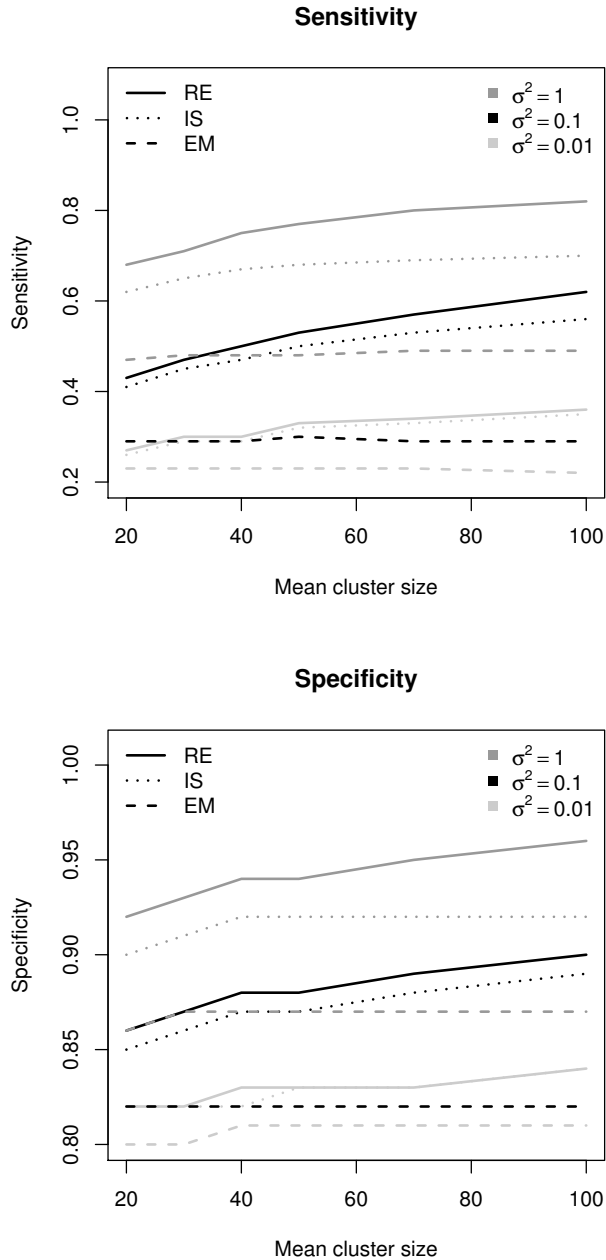 Sensitivity
RE
IS
EM
σ² = 1
σ² = 0.1
σ² = 0.01
Sensitivity
1.0
0.8
0.6
0.4
0.2
20 40 60 80 100
Mean cluster size
Specificity
RE
IS
EM
σ² = 1
σ² = 0.1
σ² = 0.01
Specificity
1.00
0.95
0.90
0.85
0.80
20 40 60 80 100
Mean cluster size